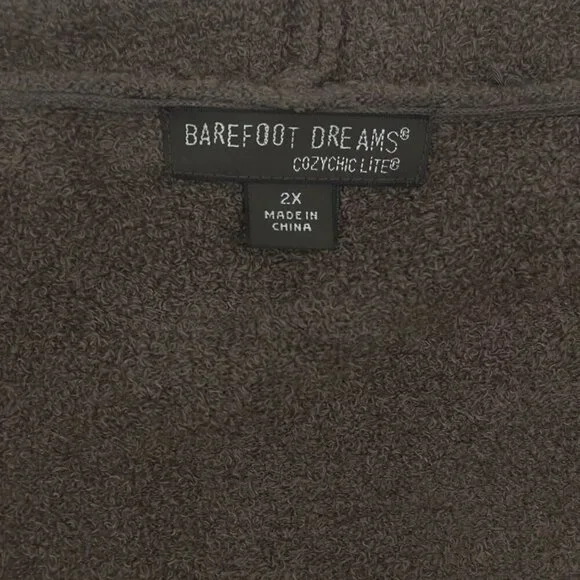 BAREFOOT DREAMS®
COZYCHIC LITE®
2X
MADE IN
CHINA